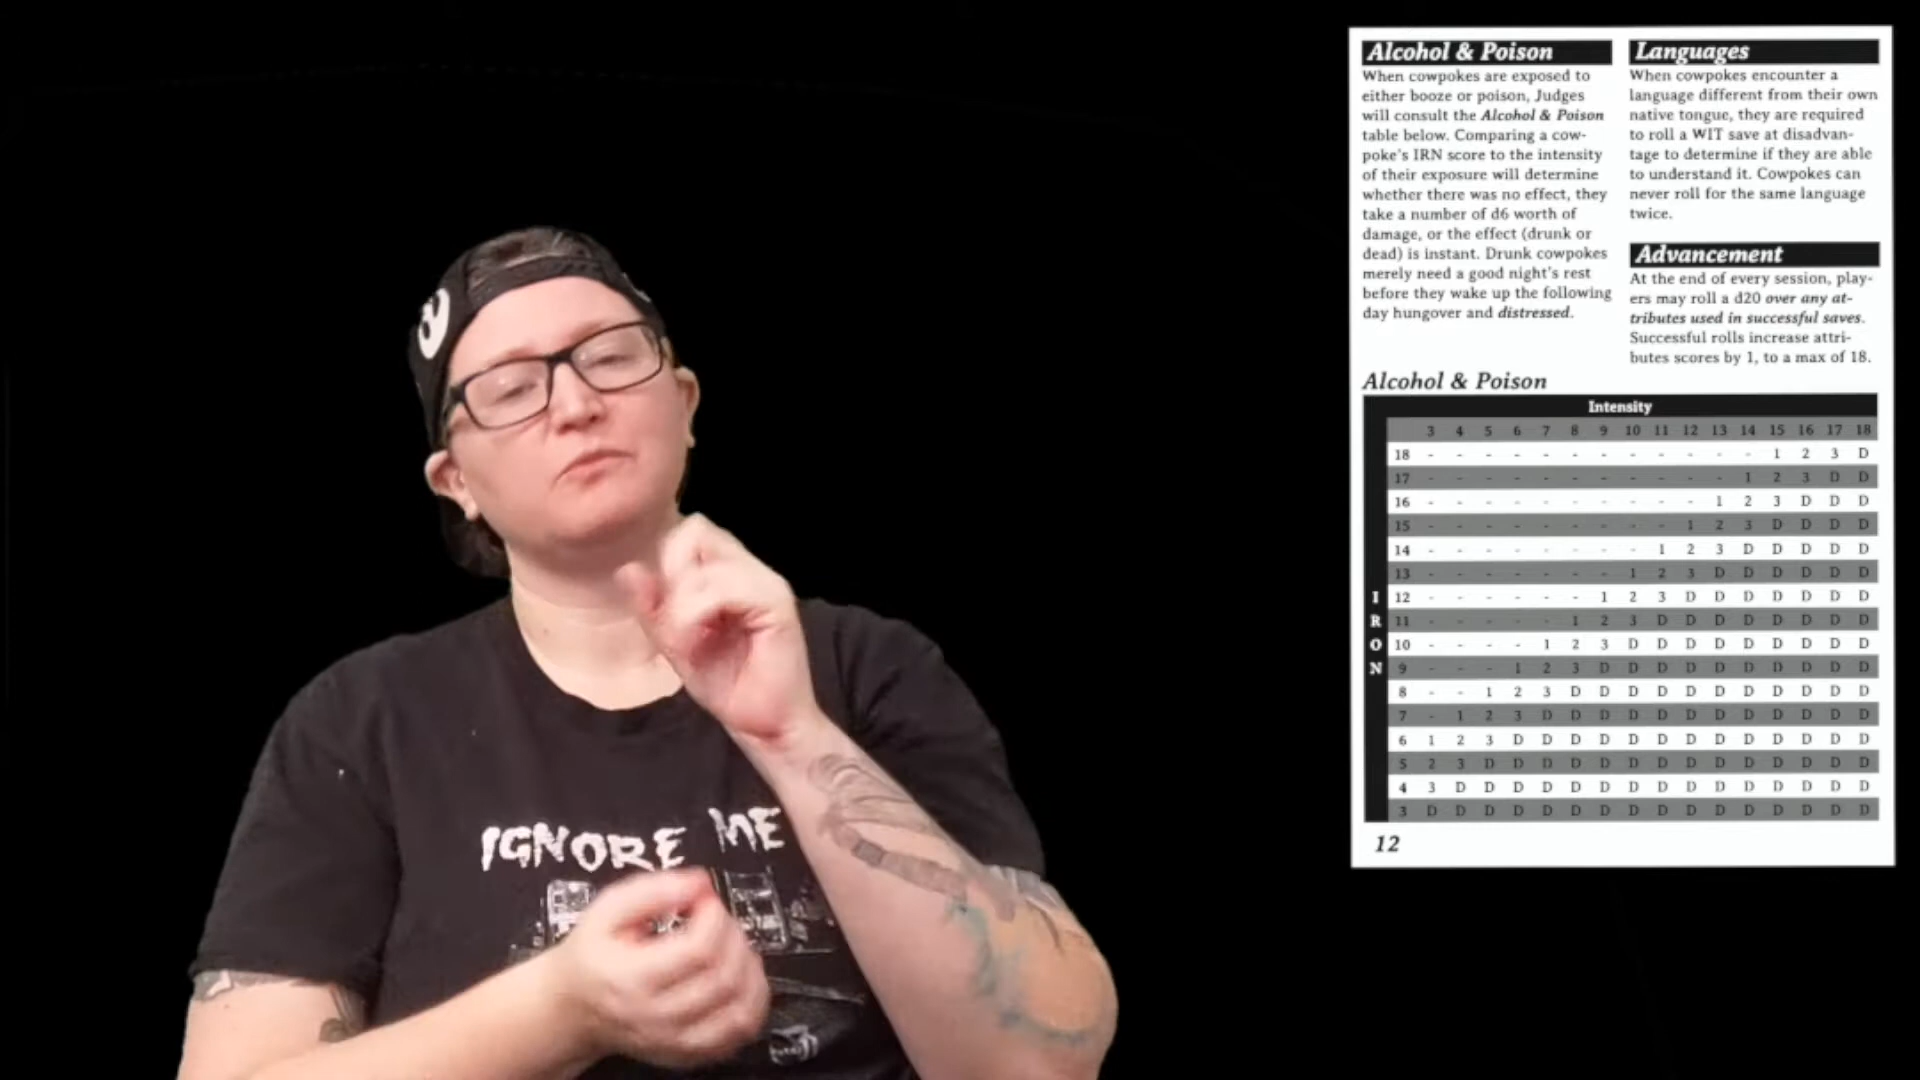 8
IGNORE ME
Alcohol & Poison
When cowpokes are exposed to
either booze or poison, Judges
will consult the Alcohol & Poison
table below. Comparing a cow-
poke's IRN score to the intensity
of their exposure will determine
whether there was no effect, they
take a number of d6 worth of
damage, or the effect (drunk or
dead) is instant. Drunk cowpokes
merely need a good night's rest
before they wake up the following
day hungover and distressed.
Languages
When cowpokes encounter a
language different from their own
native tongue, they are required
to roll a WIT save at disadvan-
tage to determine if they are able
to understand it. Cowpokes can
never roll for the same language
twice.
Advancement
At the end of every session, play-
ers may roll a d20 over any at-
tributes used in successful saves.
Successful rolls increase attri-
butes scores by 1, to a max of 18.
Alcohol & Poison
Intensity
3 4 5 6 7 8 9 10 11 12 13 14 15 16 17 18
IRON
18 - - - - - - - - - - - - 1 2 3 D
17 - - - - - - - - - - - 1 2 3 D D
16 - - - - - - - - - - 1 2 3 D D D
15 - - - - - - - - - 1 2 3 D D D D
14 - - - - - - - - 1 2 3 D D D D D
13 - - - - - - - 1 2 3 D D D D D D
12 - - - - - - 1 2 3 D D D D D D D
11 - - - - - 1 2 3 D D D D D D D D
10 - - - - 1 2 3 D D D D D D D D D
9 - - - 1 2 3 D D D D D D D D D D
8 - - 1 2 3 D D D D D D D D D D D
7 - 1 2 3 D D D D D D D D D D D D
6 1 2 3 D D D D D D D D D D D D D
5 2 3 D D D D D D D D D D D D D D
4 3 D D D D D D D D D D D D D D D
3 D D D D D D D D D D D D D D D D
12